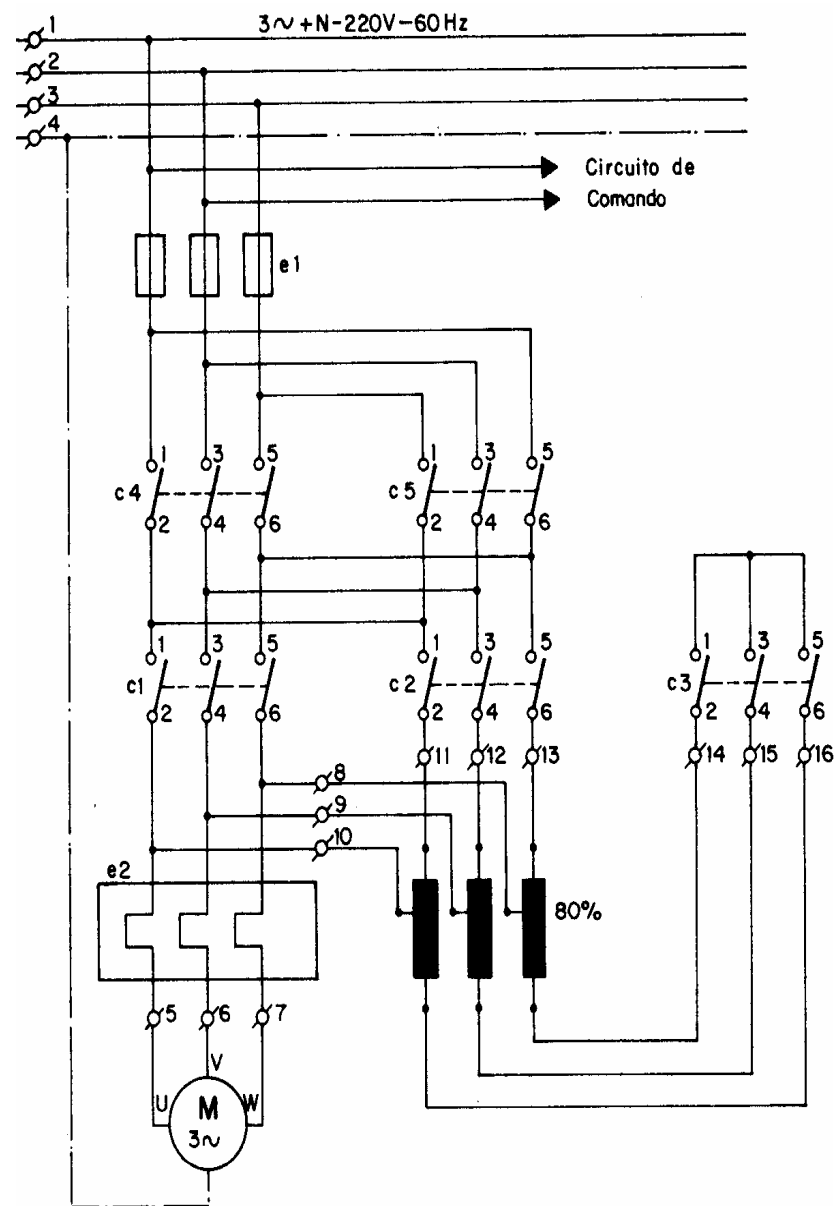 1 3∿+N-220V-60Hz
2
3
4
Circuito de
Comando
e1
1 3 5 1 3 5
c4 c5
2 4 6 2 4 6
1 3 5 1 3 5 1 3 5
c1 c2 c3
2 4 6 2 4 6 2 4 6
11 12 13 14 15 16
8
9
10
e2
80%
5 6 7
V
U M W
3∿